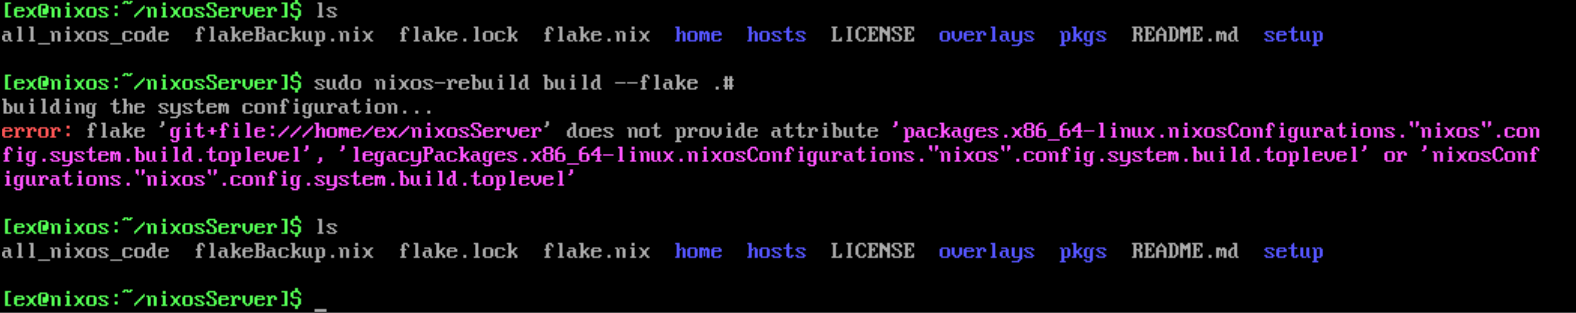 [ex@nixos:~/nixosServer]$ ls
all_nixos_code  flakeBackup.nix  flake.lock  flake.nix  home  hosts  LICENSE  overlays  pkgs  README.md  setup
[ex@nixos:~/nixosServer]$ sudo nixos-rebuild build --flake .#
building the system configuration...
error: flake 'git+file:///home/ex/nixosServer' does not provide attribute 'packages.x86_64-linux.nixosConfigurations."nixos".con
fig.system.build.toplevel', 'legacyPackages.x86_64-linux.nixosConfigurations."nixos".config.system.build.toplevel' or 'nixosConf
igurations."nixos".config.system.build.toplevel'
[ex@nixos:~/nixosServer]$ ls
all_nixos_code  flakeBackup.nix  flake.lock  flake.nix  home  hosts  LICENSE  overlays  pkgs  README.md  setup
[ex@nixos:~/nixosServer]$ _